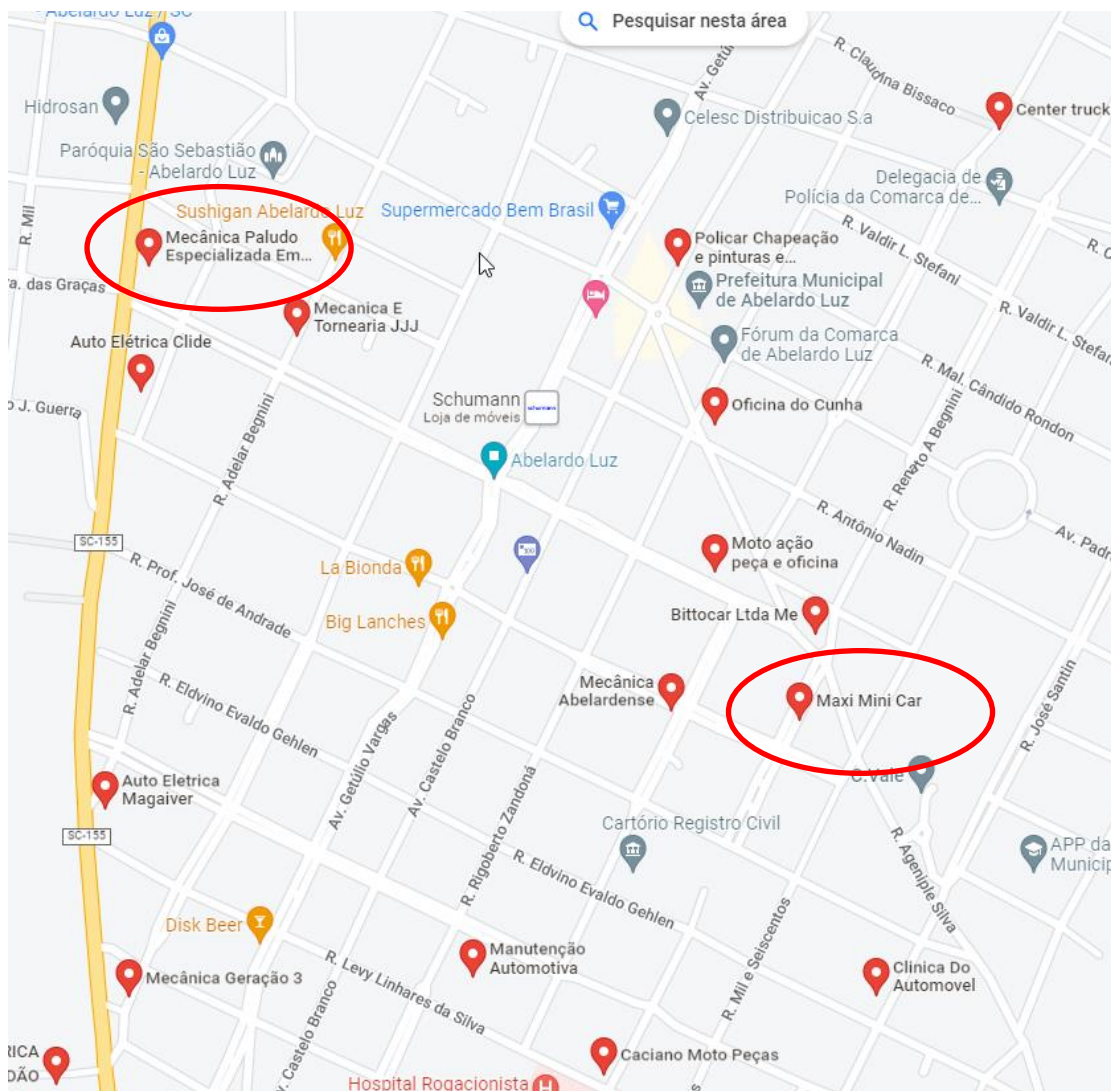 - Abelardo Luz / SC
Pesquisar nesta área
Av. Getúl
R. Claudina Bissaco
Hidrosan
Celesc Distribuicao S.a
Center truck
Paróquia São Sebastião
- Abelardo Luz
Delegacia de
Polícia da Comarca de...
R. Mil
Sushigan Abelardo Luz
Supermercado Bem Brasil
Mecânica Paludo
Especializada Em...
Policar Chapeação
e pinturas e...
R. Valdir L. Stefani
Prefeitura Municipal
de Abelardo Luz
ra. das Graças
Mecanica E
Tornearia JJJ
R. Valdir L. Stefan
Auto Elétrica Clide
Fórum da Comarca
de Abelardo Luz
R. Mal. Cândido Rondon
Schumann
Loja de móveis
schumann
Oficina do Cunha
o J. Guerra
R. Adelar Begnini
Abelardo Luz
R. Renato A Begnini
R. Antônio Nadin
Av. Padr
SC-155
R. Prof. José de Andrade
La Bionda
Moto ação
peça e oficina
Big Lanches
Bittocar Ltda Me
R. Adelar Begnini
R. Eldvino Evaldo Gehlen
Mecânica
Abelardense
Maxi Mini Car
R. José Santin
Av. Getúlio Vargas
Av. Castelo Branco
C.Vale
Auto Eletrica
Magaiver
R. Rigoberto Zandoná
SC-155
Cartório Registro Civil
R. Ageniple Silva
APP da
Municip
R. Eldvino Evaldo Gehlen
Disk Beer
R. Levy Linhares da Silva
Manutenção
Automotiva
R. Mil e Seiscentos
Mecânica Geração 3
Clinica Do
Automovel
. Castelo Branco
RICA
DÃO
Caciano Moto Peças
Hospital Rogacionista